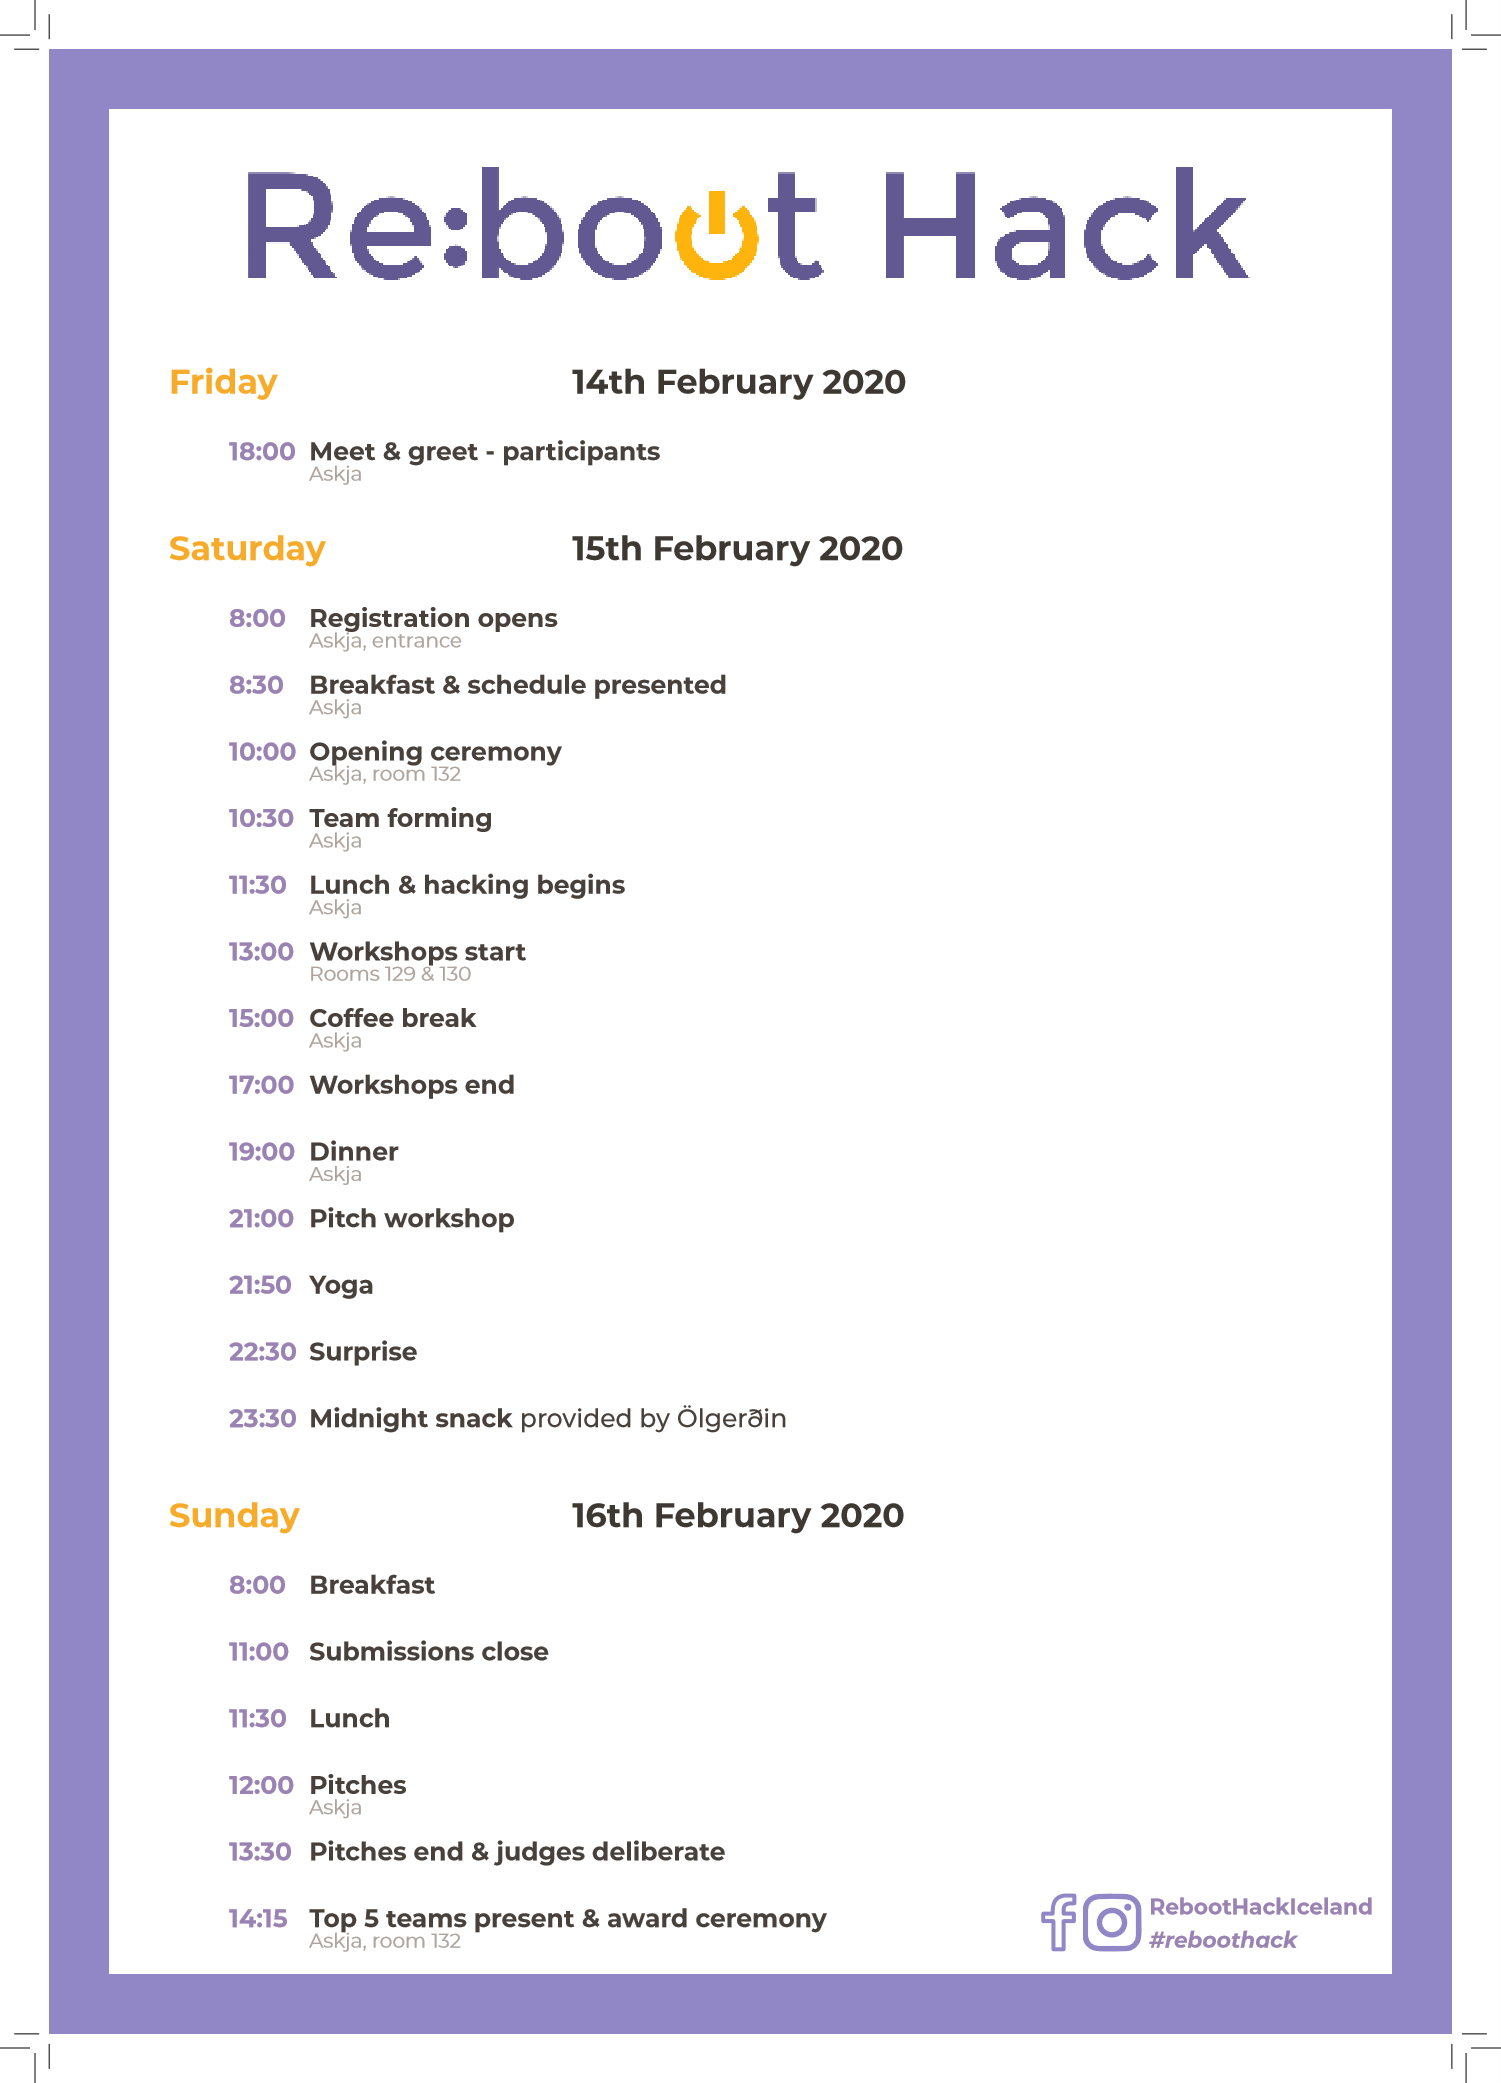 Re:boot Hack
Friday 14th February 2020
18:00 Meet & greet - participants
Askja
Saturday 15th February 2020
8:00 Registration opens
Askja, entrance
8:30 Breakfast & schedule presented
Askja
10:00 Opening ceremony
Askja, room 132
10:30 Team forming
Askja
11:30 Lunch & hacking begins
Askja
13:00 Workshops start
Rooms 129 & 130
15:00 Coffee break
Askja
17:00 Workshops end
19:00 Dinner
Askja
21:00 Pitch workshop
21:50 Yoga
22:30 Surprise
23:30 Midnight snack provided by Ölgerðin
Sunday 16th February 2020
8:00 Breakfast
11:00 Submissions close
11:30 Lunch
12:00 Pitches
Askja
13:30 Pitches end & judges deliberate
14:15 Top 5 teams present & award ceremony
Askja, room 132
RebootHackIceland
#reboothack